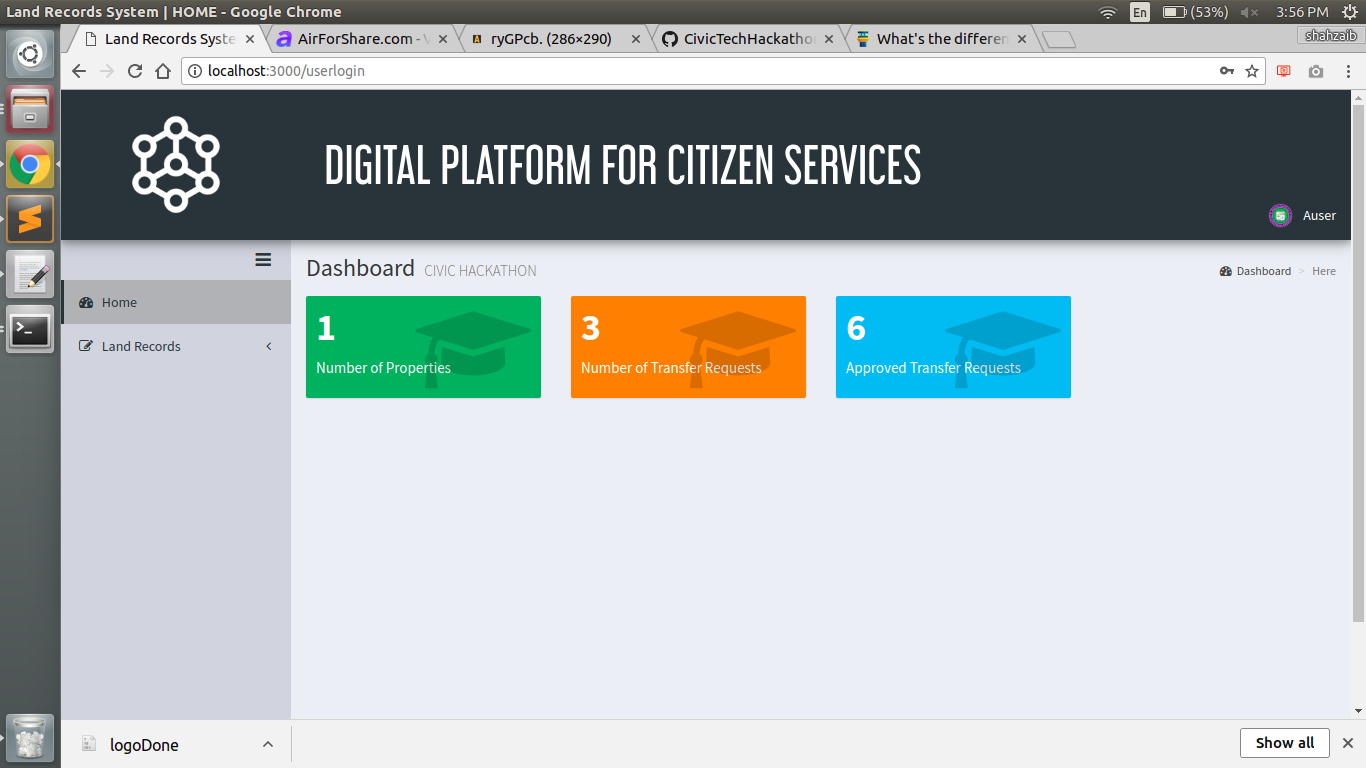 Land Records System | HOME - Google Chrome
En
(53%)
3:56 PM
Land Records Syste
AirForShare.com - V
ryGPcb. (286×290)
CivicTechHackatho
What's the differen
shahzaib
localhost:3000/userlogin
DIGITAL PLATFORM FOR CITIZEN SERVICES
Auser
Dashboard CIVIC HACKATHON
Dashboard > Here
Home
Land Records
1
Number of Properties
3
Number of Transfer Requests
6
Approved Transfer Requests
logoDone
Show all